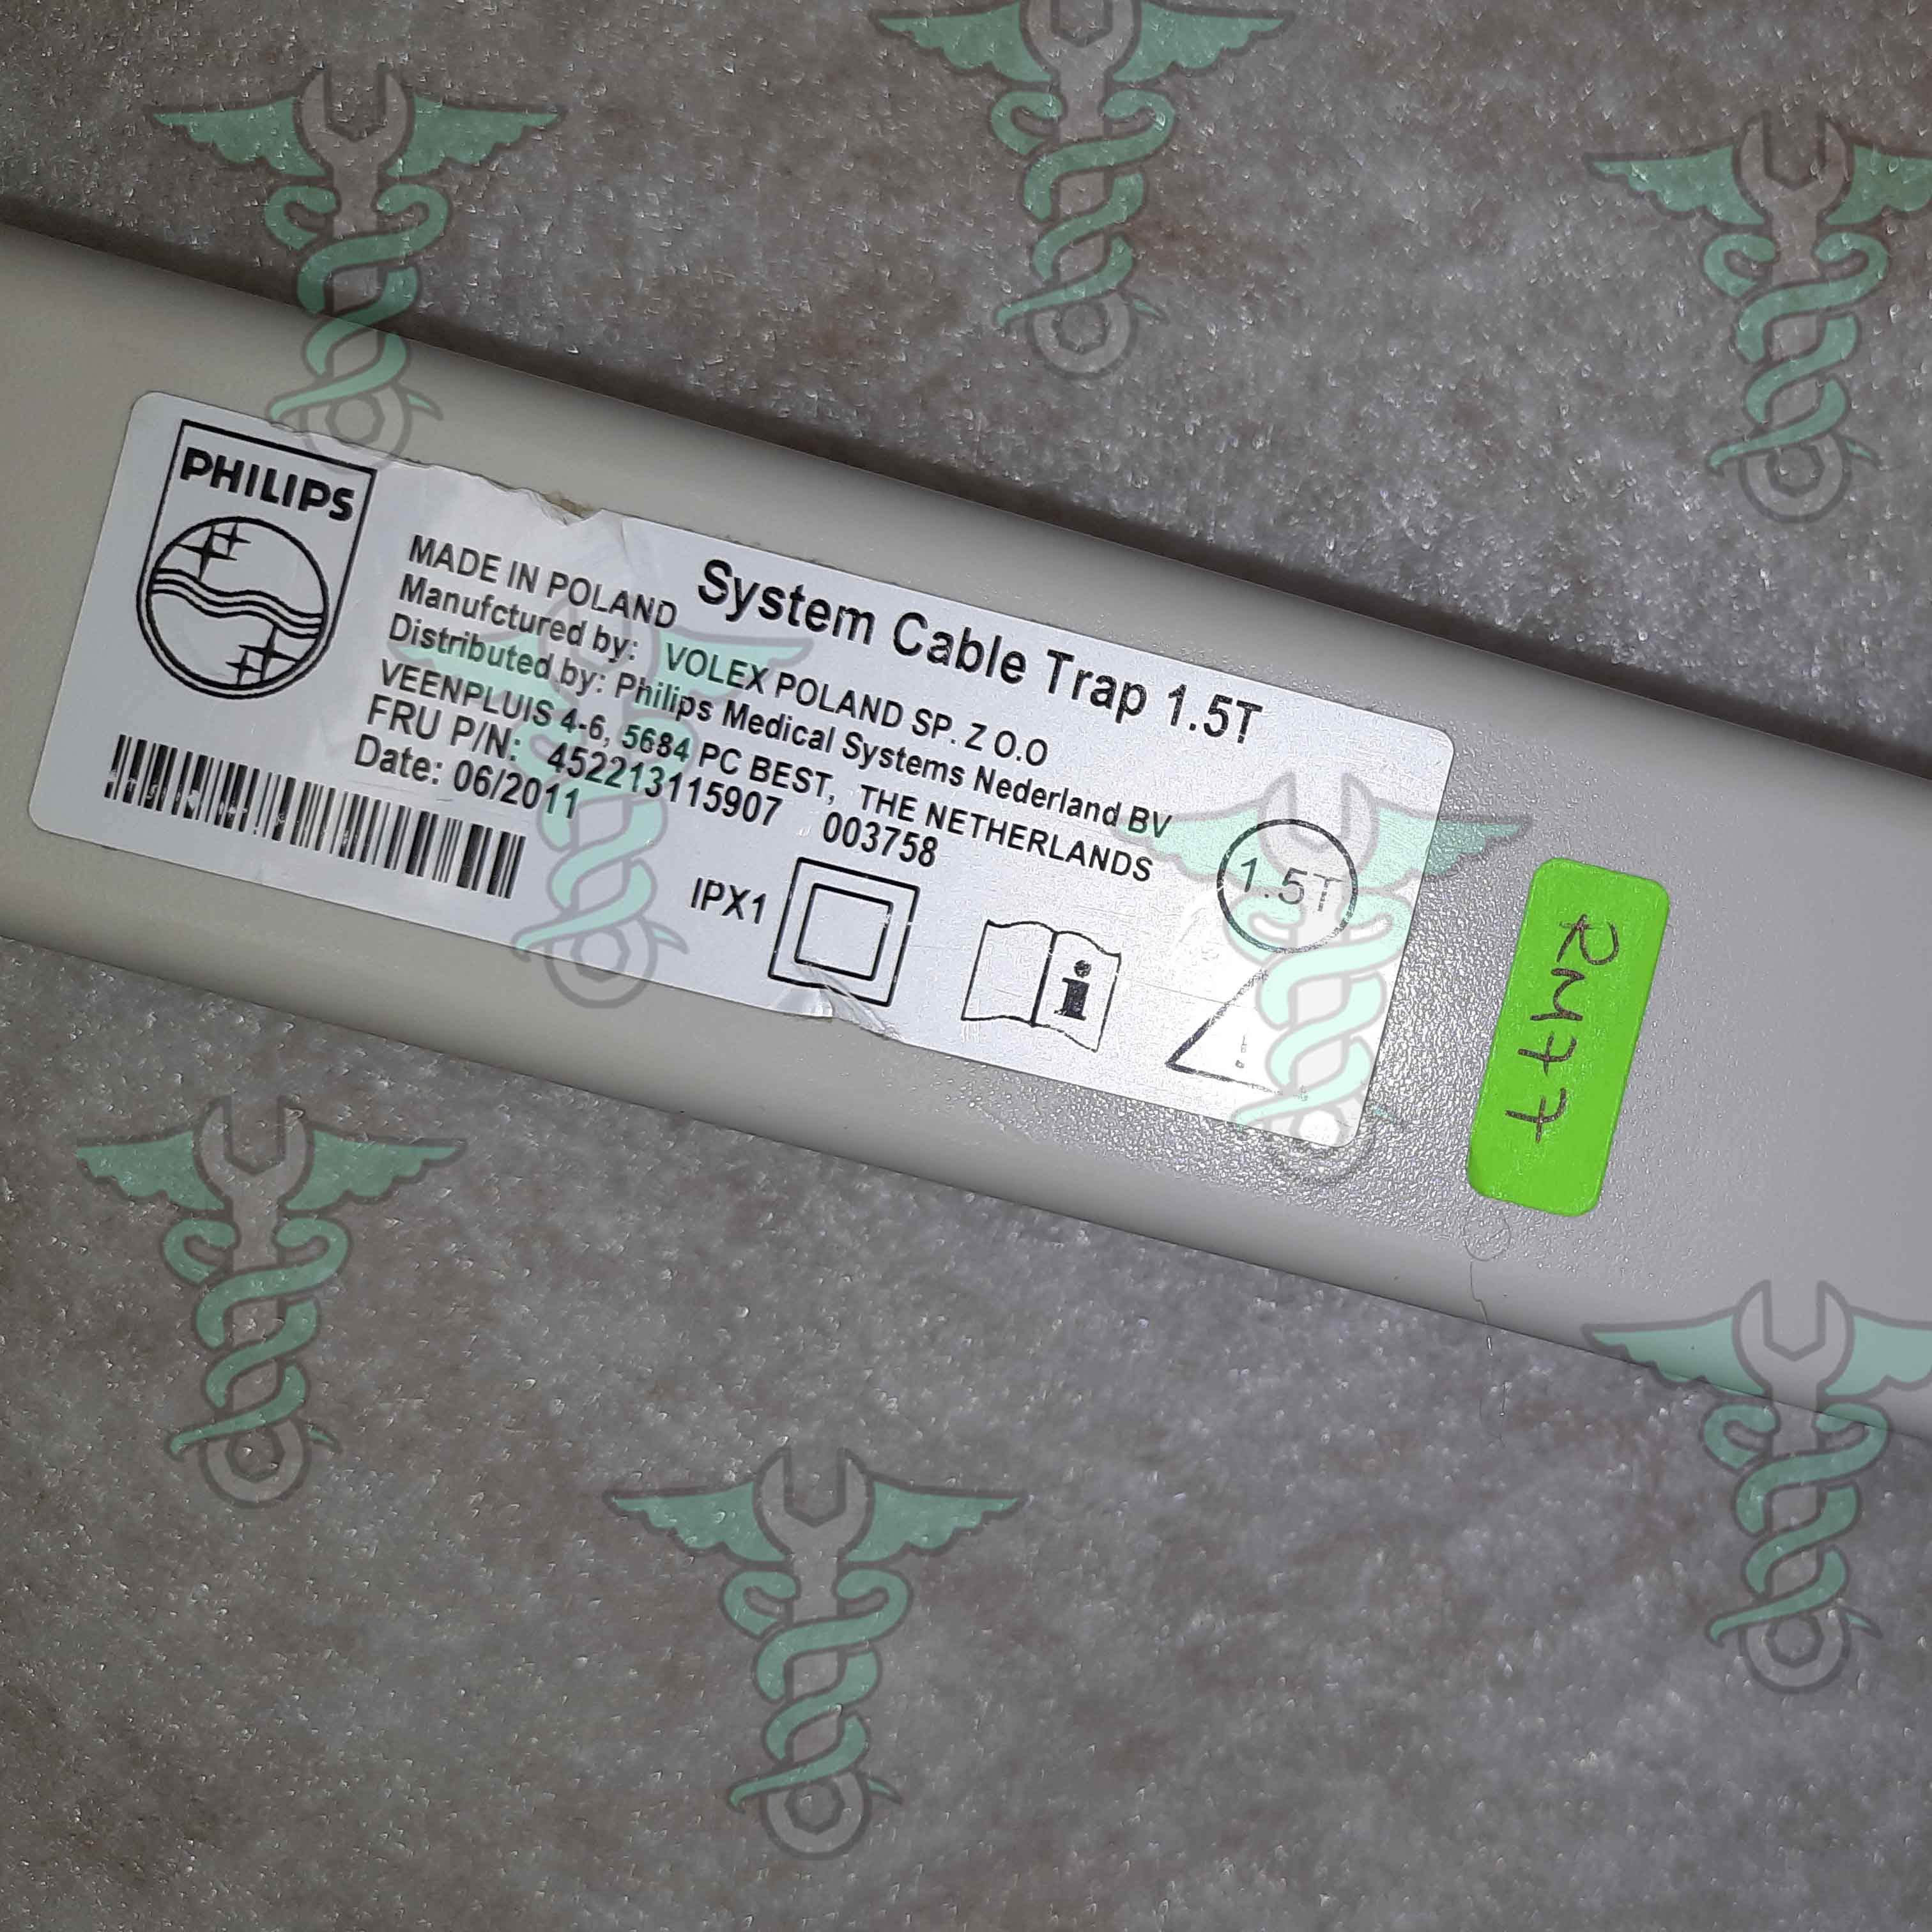 PHILIPS
System Cable Trap 1.5T
MADE IN POLAND
Manufctured by: VOLEX POLAND SP. Z O.O
Distributed by: Philips Medical Systems Nederland BV
VEENPLUIS 4-6, 5684 PC BEST, THE NETHERLANDS
FRU P/N: 452213115907 003758
Date: 06/2011
IPX1
i
1.5T
!
RM77